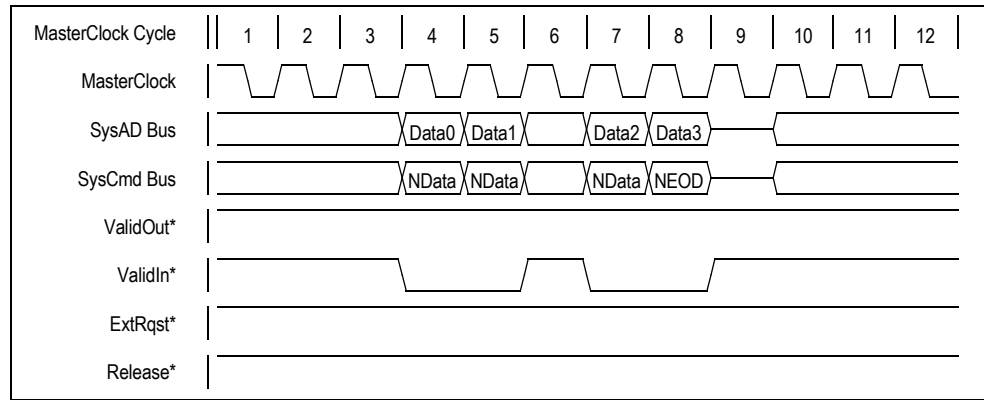 MasterClock Cycle 1 2 3 4 5 6 7 8 9 10 11 12
MasterClock
SysAD Bus Data0 Data1 Data2 Data3
SysCmd Bus NData NData NData NEOD
ValidOut*
ValidIn*
ExtRqst*
Release*